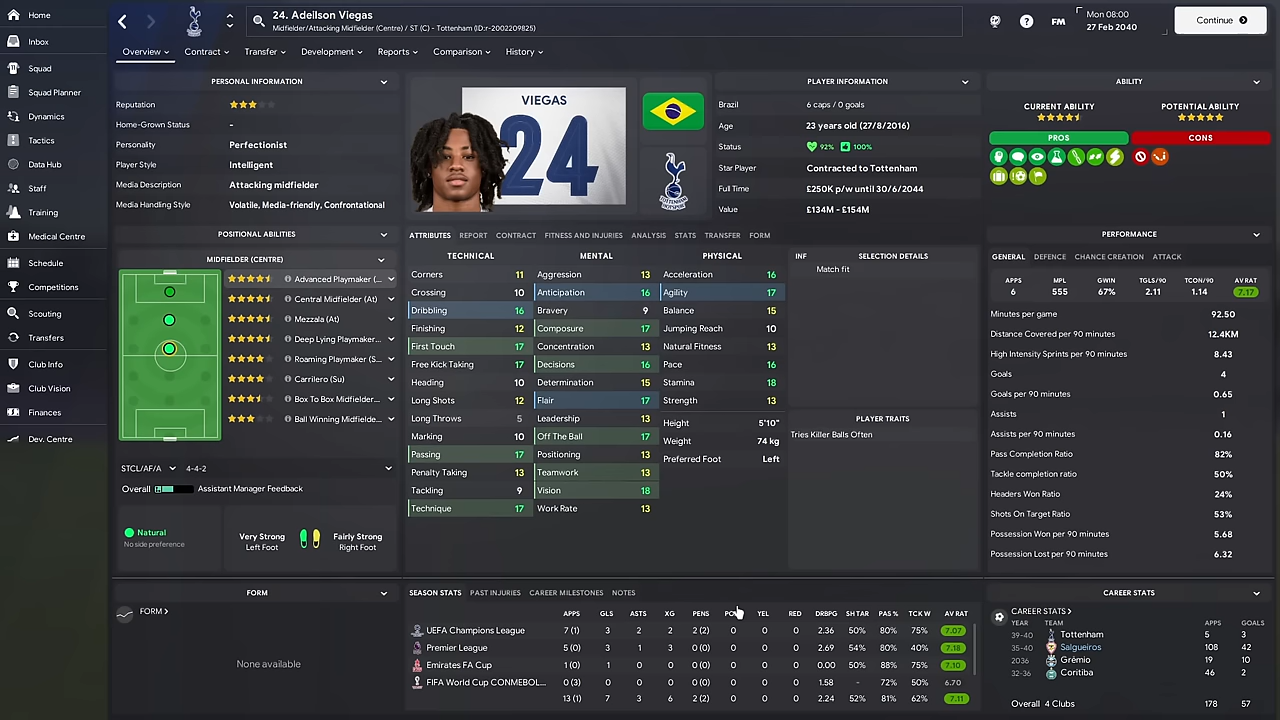 Home
Inbox
Squad
Squad Planner
Dynamics
Tactics
Data Hub
Staff
Training
Medical Centre
Schedule
Competitions
Scouting
Transfers
Club Info
Club Vision
Finances
Dev. Centre
24. Adeilson Viegas
Midfielder/Attacking Midfielder (Centre) / ST (C) - Tottenham (ID:r-2002209825)
FM
Mon 08:00
27 Feb 2040
Continue
Overview Contract Transfer Development Reports Comparison History
PERSONAL INFORMATION
Reputation
Home-Grown Status -
Personality Perfectionist
Player Style Intelligent
Media Description Attacking midfielder
Media Handling Style Volatile, Media-friendly, Confrontational
VIEGAS
24
TOTTENHAM HOTSPUR
PLAYER INFORMATION
Brazil 6 caps / 0 goals
Age 23 years old (27/8/2016)
Status 92% 100%
Star Player Contracted to Tottenham
Full Time £250K p/w until 30/6/2044
Value £134M - £154M
ABILITY
CURRENT ABILITY POTENTIAL ABILITY
PROS CONS
POSITIONAL ABILITIES
MIDFIELDER (CENTRE)
Advanced Playmaker (...
Central Midfielder (At)
Mezzala (At)
Deep Lying Playmaker...
Roaming Playmaker (S...
Carrilero (Su)
Box To Box Midfielder...
Ball Winning Midfielde...
STCL/AF/A 4-4-2
Overall Assistant Manager Feedback
Natural
No side preference
Very Strong
Left Foot
Fairly Strong
Right Foot
ATTRIBUTES REPORT CONTRACT FITNESS AND INJURIES ANALYSIS STATS TRANSFER FORM
TECHNICAL
Corners 11
Crossing 10
Dribbling 16
Finishing 12
First Touch 17
Free Kick Taking 17
Heading 10
Long Shots 12
Long Throws 5
Marking 10
Passing 17
Penalty Taking 13
Tackling 9
Technique 17
MENTAL
Aggression 13
Anticipation 16
Bravery 9
Composure 17
Concentration 13
Decisions 16
Determination 15
Flair 17
Leadership 13
Off The Ball 17
Positioning 13
Teamwork 13
Vision 18
Work Rate 13
PHYSICAL
Acceleration 16
Agility 17
Balance 15
Jumping Reach 10
Natural Fitness 13
Pace 16
Stamina 18
Strength 13
Height 5'10"
Weight 74 kg
Preferred Foot Left
INF SELECTION DETAILS
Match fit
PLAYER TRAITS
Tries Killer Balls Often
PERFORMANCE
GENERAL DEFENCE CHANCE CREATION ATTACK
APPS MPL GWIN TGLS/90 TCON/90 AV RAT
6 555 67% 2.11 1.14 7.17
Minutes per game 92.50
Distance Covered per 90 minutes 12.4KM
High Intensity Sprints per 90 minutes 8.43
Goals 4
Goals per 90 minutes 0.65
Assists 1
Assists per 90 minutes 0.16
Pass Completion Ratio 82%
Tackle completion ratio 50%
Headers Won Ratio 24%
Shots On Target Ratio 53%
Possession Won per 90 minutes 5.68
Possession Lost per 90 minutes 6.32
FORM
FORM >
None available
SEASON STATS PAST INJURIES CAREER MILESTONES NOTES
APPS GLS ASTS XG PENS YEL RED DRBPG SH TAR PAS % TCK W AV RAT
UEFA Champions League 7 (1) 3 2 2 2 (2) 0 0 0 2.36 50% 80% 75% 7.07
Premier League 5 (0) 3 1 3 0 (0) 0 0 0 2.69 54% 80% 40% 7.18
Emirates FA Cup 1 (0) 1 0 0 0 (0) 0 0 0 0.00 50% 88% 75% 7.10
FIFA World Cup CONMEBOL... 0 (3) 0 0 0 0 (0) 0 0 0 1.58 - 72% 50% 6.70
13 (1) 7 3 6 2 (2) 0 0 0 2.24 52% 81% 62% 7.11
CAREER STATS
CAREER STATS >
YEAR TEAM APPS GOALS
39-40 Tottenham 5 3
35-40 Salgueiros 108 42
2036 Grêmio 19 10
32-36 Coritiba 46 2
Overall 4 Clubs 178 57